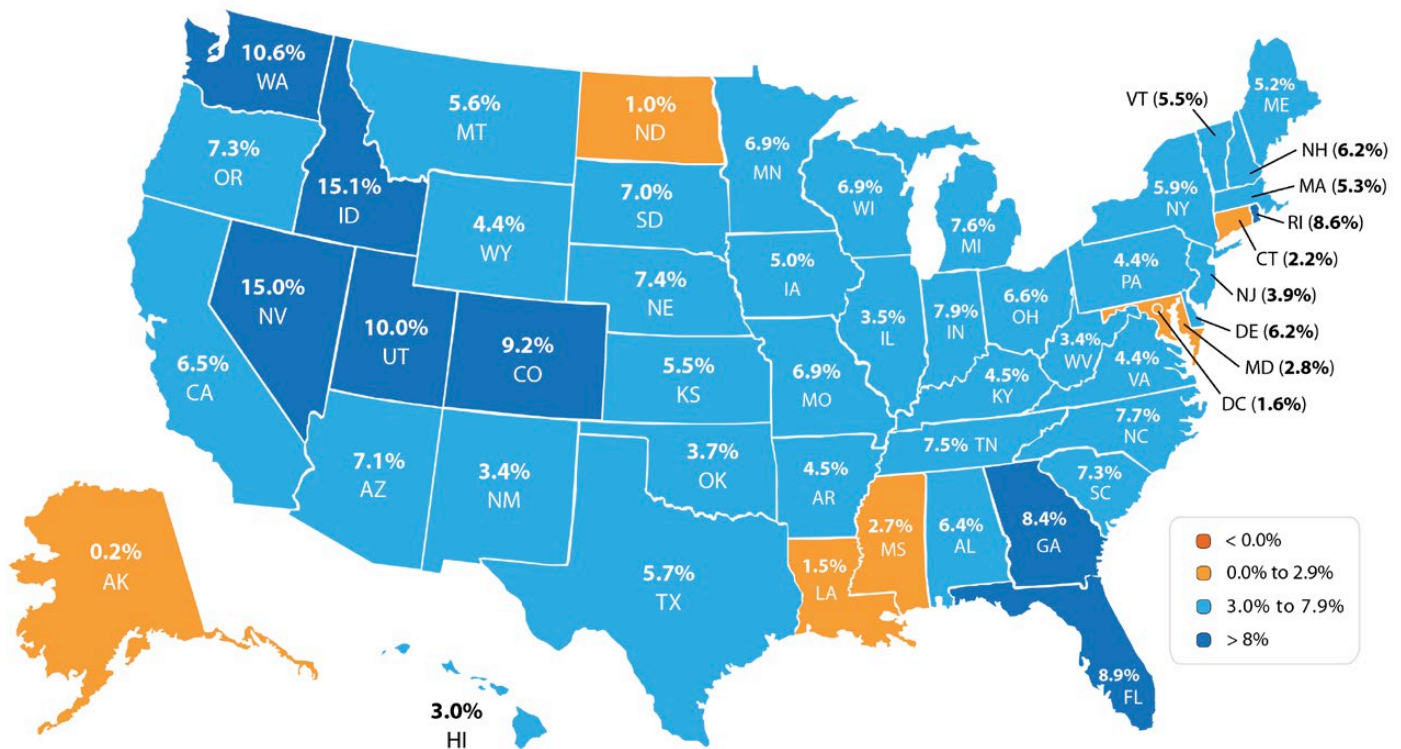 10.6%
WA
5.6%
MT
1.0%
ND
6.9%
MN
5.2%
ME
VT (5.5%)
NH (6.2%)
MA (5.3%)
RI (8.6%)
CT (2.2%)
NJ (3.9%)
DE (6.2%)
MD (2.8%)
DC (1.6%)
7.3%
OR
15.1%
ID
4.4%
WY
7.0%
SD
6.9%
WI
7.6%
MI
5.9%
NY
15.0%
NV
10.0%
UT
9.2%
CO
7.4%
NE
5.0%
IA
3.5%
IL
7.9%
IN
6.6%
OH
4.4%
PA
3.4%
WV
4.4%
VA
6.5%
CA
5.5%
KS
6.9%
MO
4.5%
KY
7.7%
NC
7.5% TN
7.1%
AZ
3.4%
NM
3.7%
OK
4.5%
AR
7.3%
SC
0.2%
AK
5.7%
TX
1.5%
LA
2.7%
MS
6.4%
AL
8.4%
GA
8.9%
FL
3.0%
HI
< 0.0%
0.0% to 2.9%
3.0% to 7.9%
> 8%